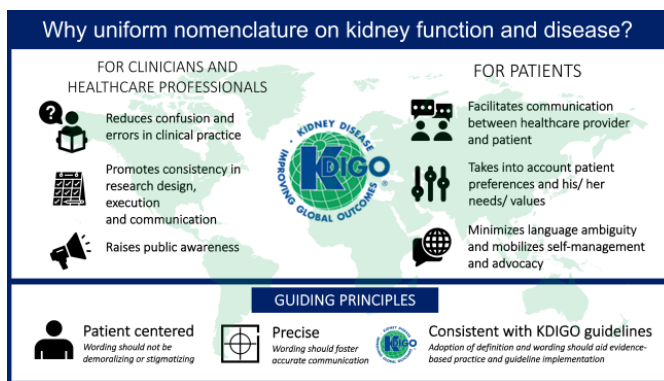 Why uniform nomenclature on kidney function and disease?
FOR CLINICIANS AND
HEALTHCARE PROFESSIONALS
?
Reduces confusion and
errors in clinical practice
Promotes consistency in
research design,
execution
and communication
Raises public awareness
KIDNEY DISEASE
KDIGO
IMPROVING GLOBAL OUTCOMES
®
FOR PATIENTS
Facilitates communication
between healthcare provider
and patient
Takes into account patient
preferences and his/ her
needs/ values
Minimizes language ambiguity
and mobilizes self-management
and advocacy
GUIDING PRINCIPLES
Patient centered
Wording should not be
demoralizing or stigmatizing
Precise
Wording should foster
accurate communication
KDIGO
Consistent with KDIGO guidelines
Adoption of definition and wording should aid evidence-
based practice and guideline implementation